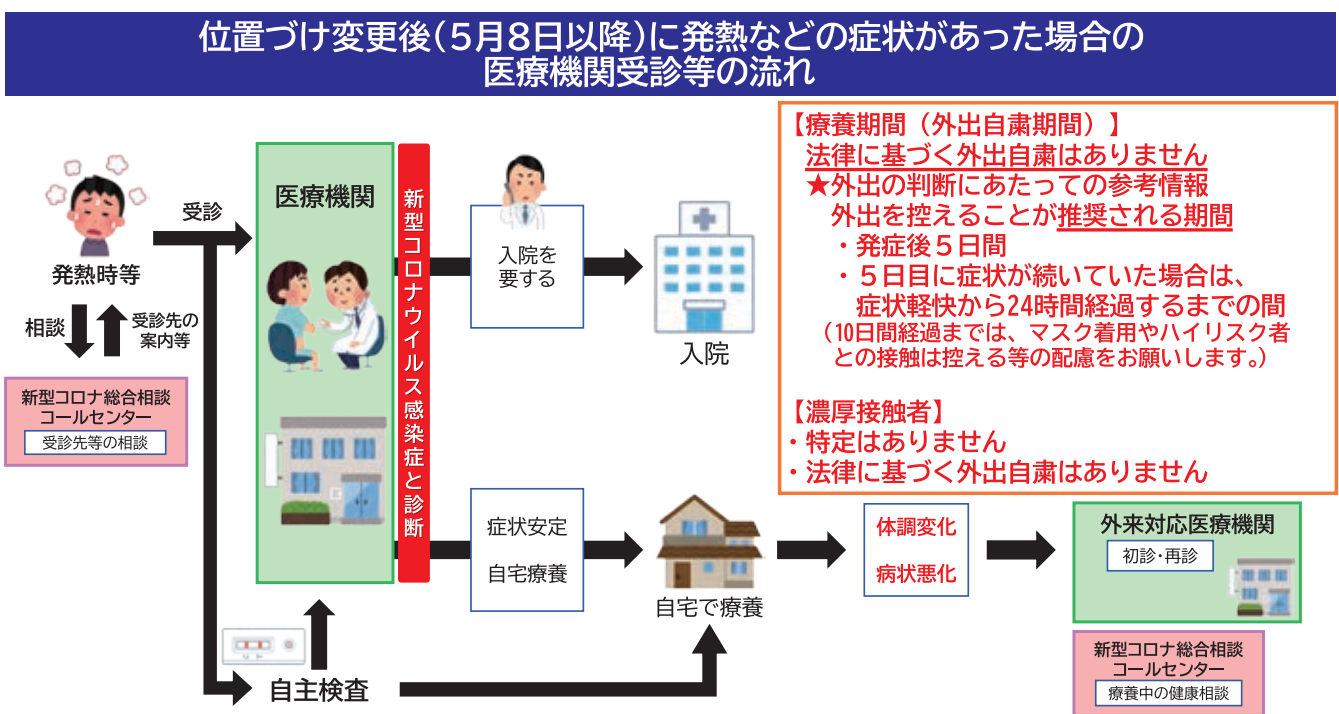 位置づけ変更後(5月8日以降)に発熱などの症状があった場合の
医療機関受診等の流れ
発熱時等
受診
相談
受診先の
案内等
新型コロナ総合相談
コールセンター
受診先等の相談
医療機関
新型コロナウイルス感染症と診断
入院を
要する
入院
症状安定
自宅療養
自宅で療養
自主検査
【療養期間(外出自粛期間)】
法律に基づく外出自粛はありません
★外出の判断にあたっての参考情報
外出を控えることが推奨される期間
・発症後5日間
・5日目に症状が続いていた場合は、
症状軽快から24時間経過するまでの間
(10日間経過までは、マスク着用やハイリスク者
との接触は控える等の配慮をお願いします。)
【濃厚接触者】
・特定はありません
・法律に基づく外出自粛はありません
体調変化
病状悪化
外来対応医療機関
初診・再診
新型コロナ総合相談
コールセンター
療養中の健康相談